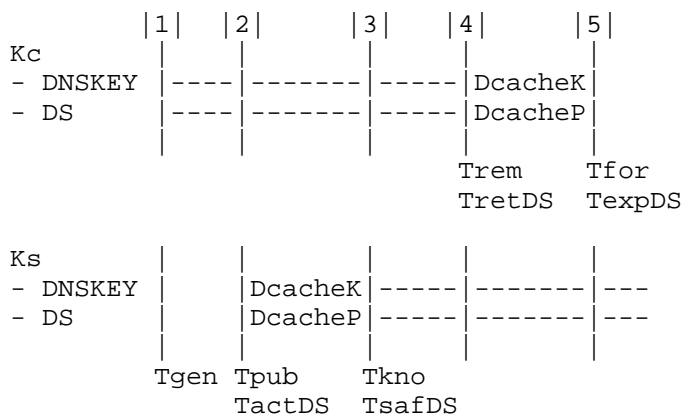 |1| |2| |3| |4| |5|
Kc | | | | |
- DNSKEY |----|-------|-----|DcacheK|
- DS |----|-------|-----|DcacheP|
| | | | |
Trem Tfor
TretDS TexpDS
Ks | | | | |
- DNSKEY | |DcacheK|-----|-------|---
- DS | |DcacheP|-----|-------|---
| | | | |
Tgen Tpub Tkno
TactDS TsafDS